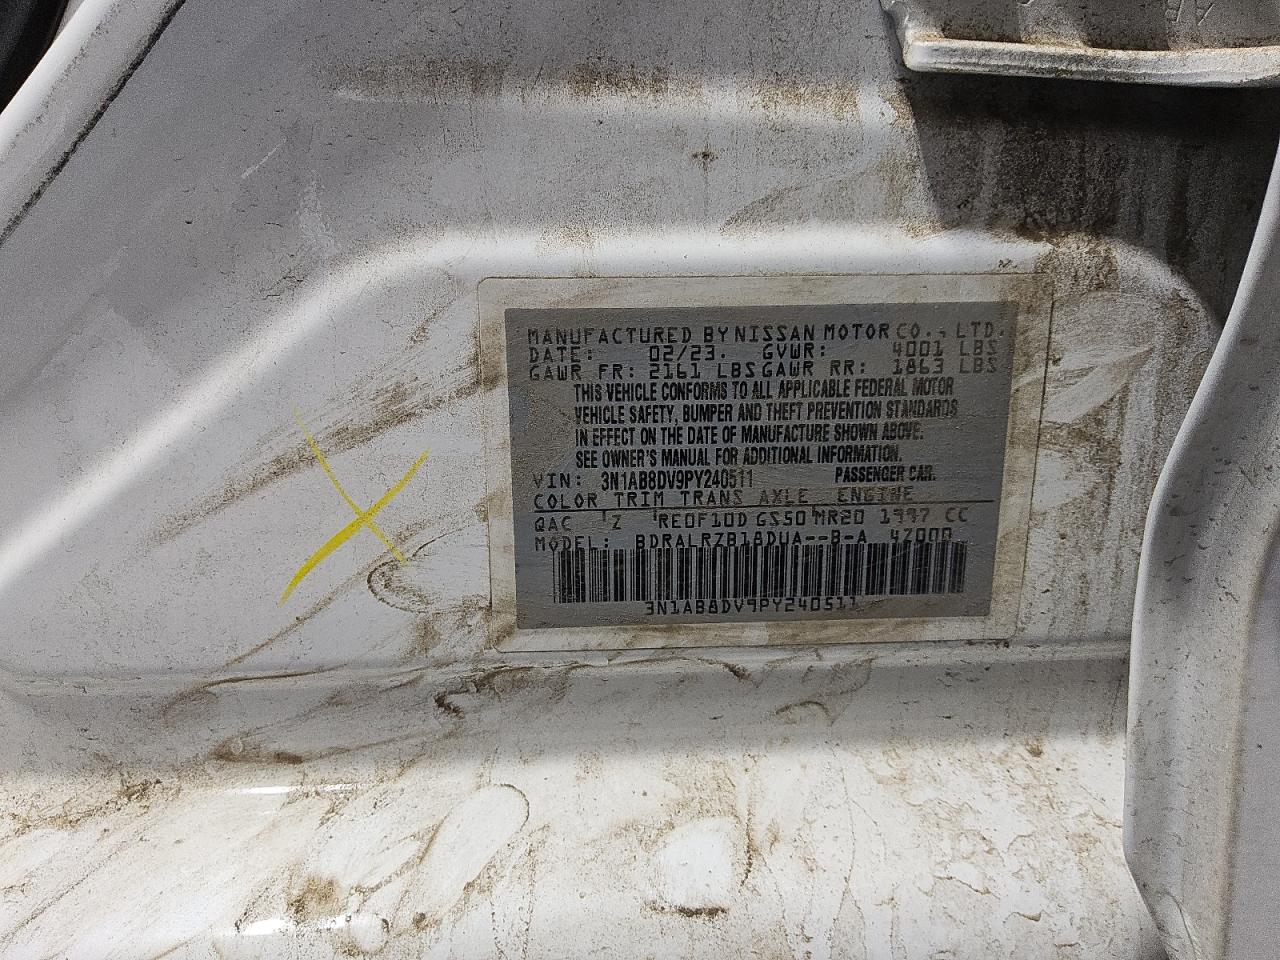 MANUFACTURED BY NISSAN MOTOR CO., LTD.
DATE: 02/23. GVWR: 4001 LBS
GAWR FR: 2161 LBS GAWR RR: 1863 LBS
THIS VEHICLE CONFORMS TO ALL APPLICABLE FEDERAL MOTOR
VEHICLE SAFETY, BUMPER AND THEFT PREVENTION STANDARDS
IN EFFECT ON THE DATE OF MANUFACTURE SHOWN ABOVE.
SEE OWNER'S MANUAL FOR ADDITIONAL INFORMATION.
VIN: 3N1AB8DV9PY240511 PASSENGER CAR.
COLOR TRIM TRANS AXLE ENGINE
QAC Z RE0F10D GS50 MR20 1997 CC
MODEL: BDRALRZB18DUA--B-A 4Z000
3N1AB8DV9PY240511